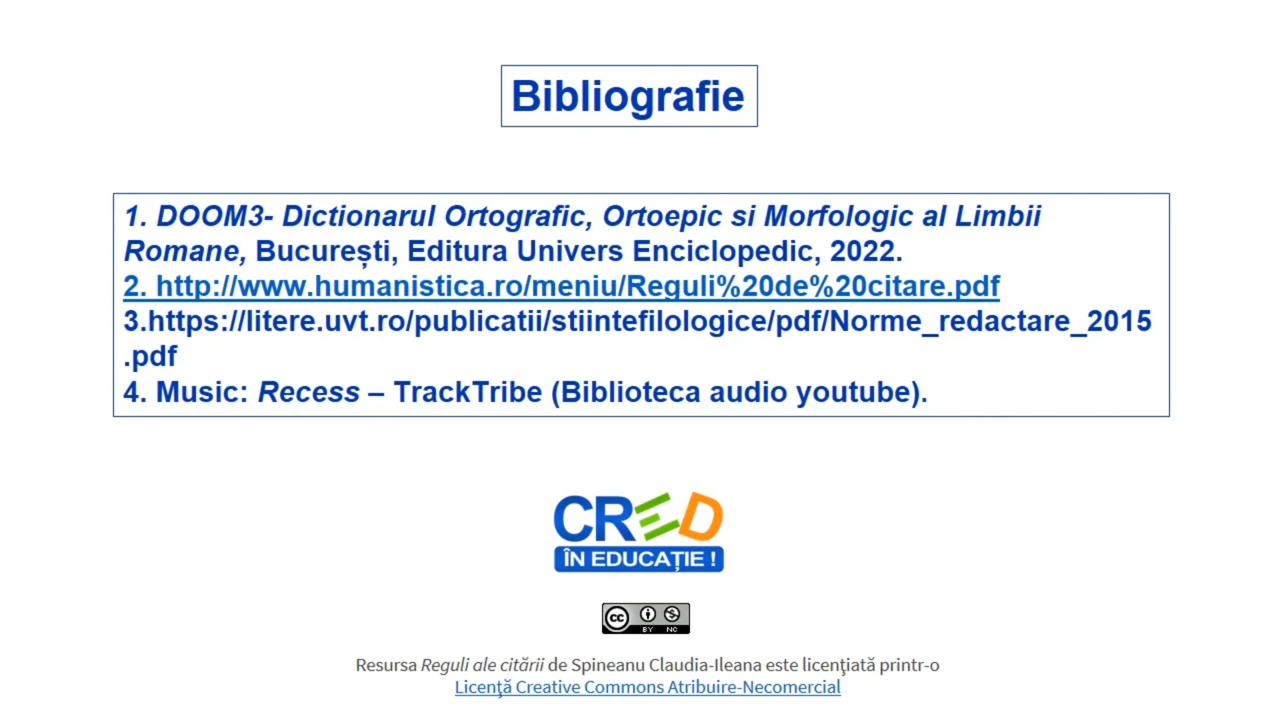 Bibliografie
1. DOOM3- Dictionarul Ortografic, Ortoepic si Morfologic al Limbii
Romane, București, Editura Univers Enciclopedic, 2022.
2. http://www.humanistica.ro/meniu/Reguli%20de%20citare.pdf
3.https://litere.uvt.ro/publicatii/stiintefilologice/pdf/Norme_redactare_2015
.pdf
4. Music: Recess – TrackTribe (Biblioteca audio youtube).
CRED
ÎN EDUCAȚIE !
cc
BY NC
Resursa Reguli ale citării de Spineanu Claudia-Ileana este licenţiată printr-o
Licenţă Creative Commons Atribuire-Necomercial